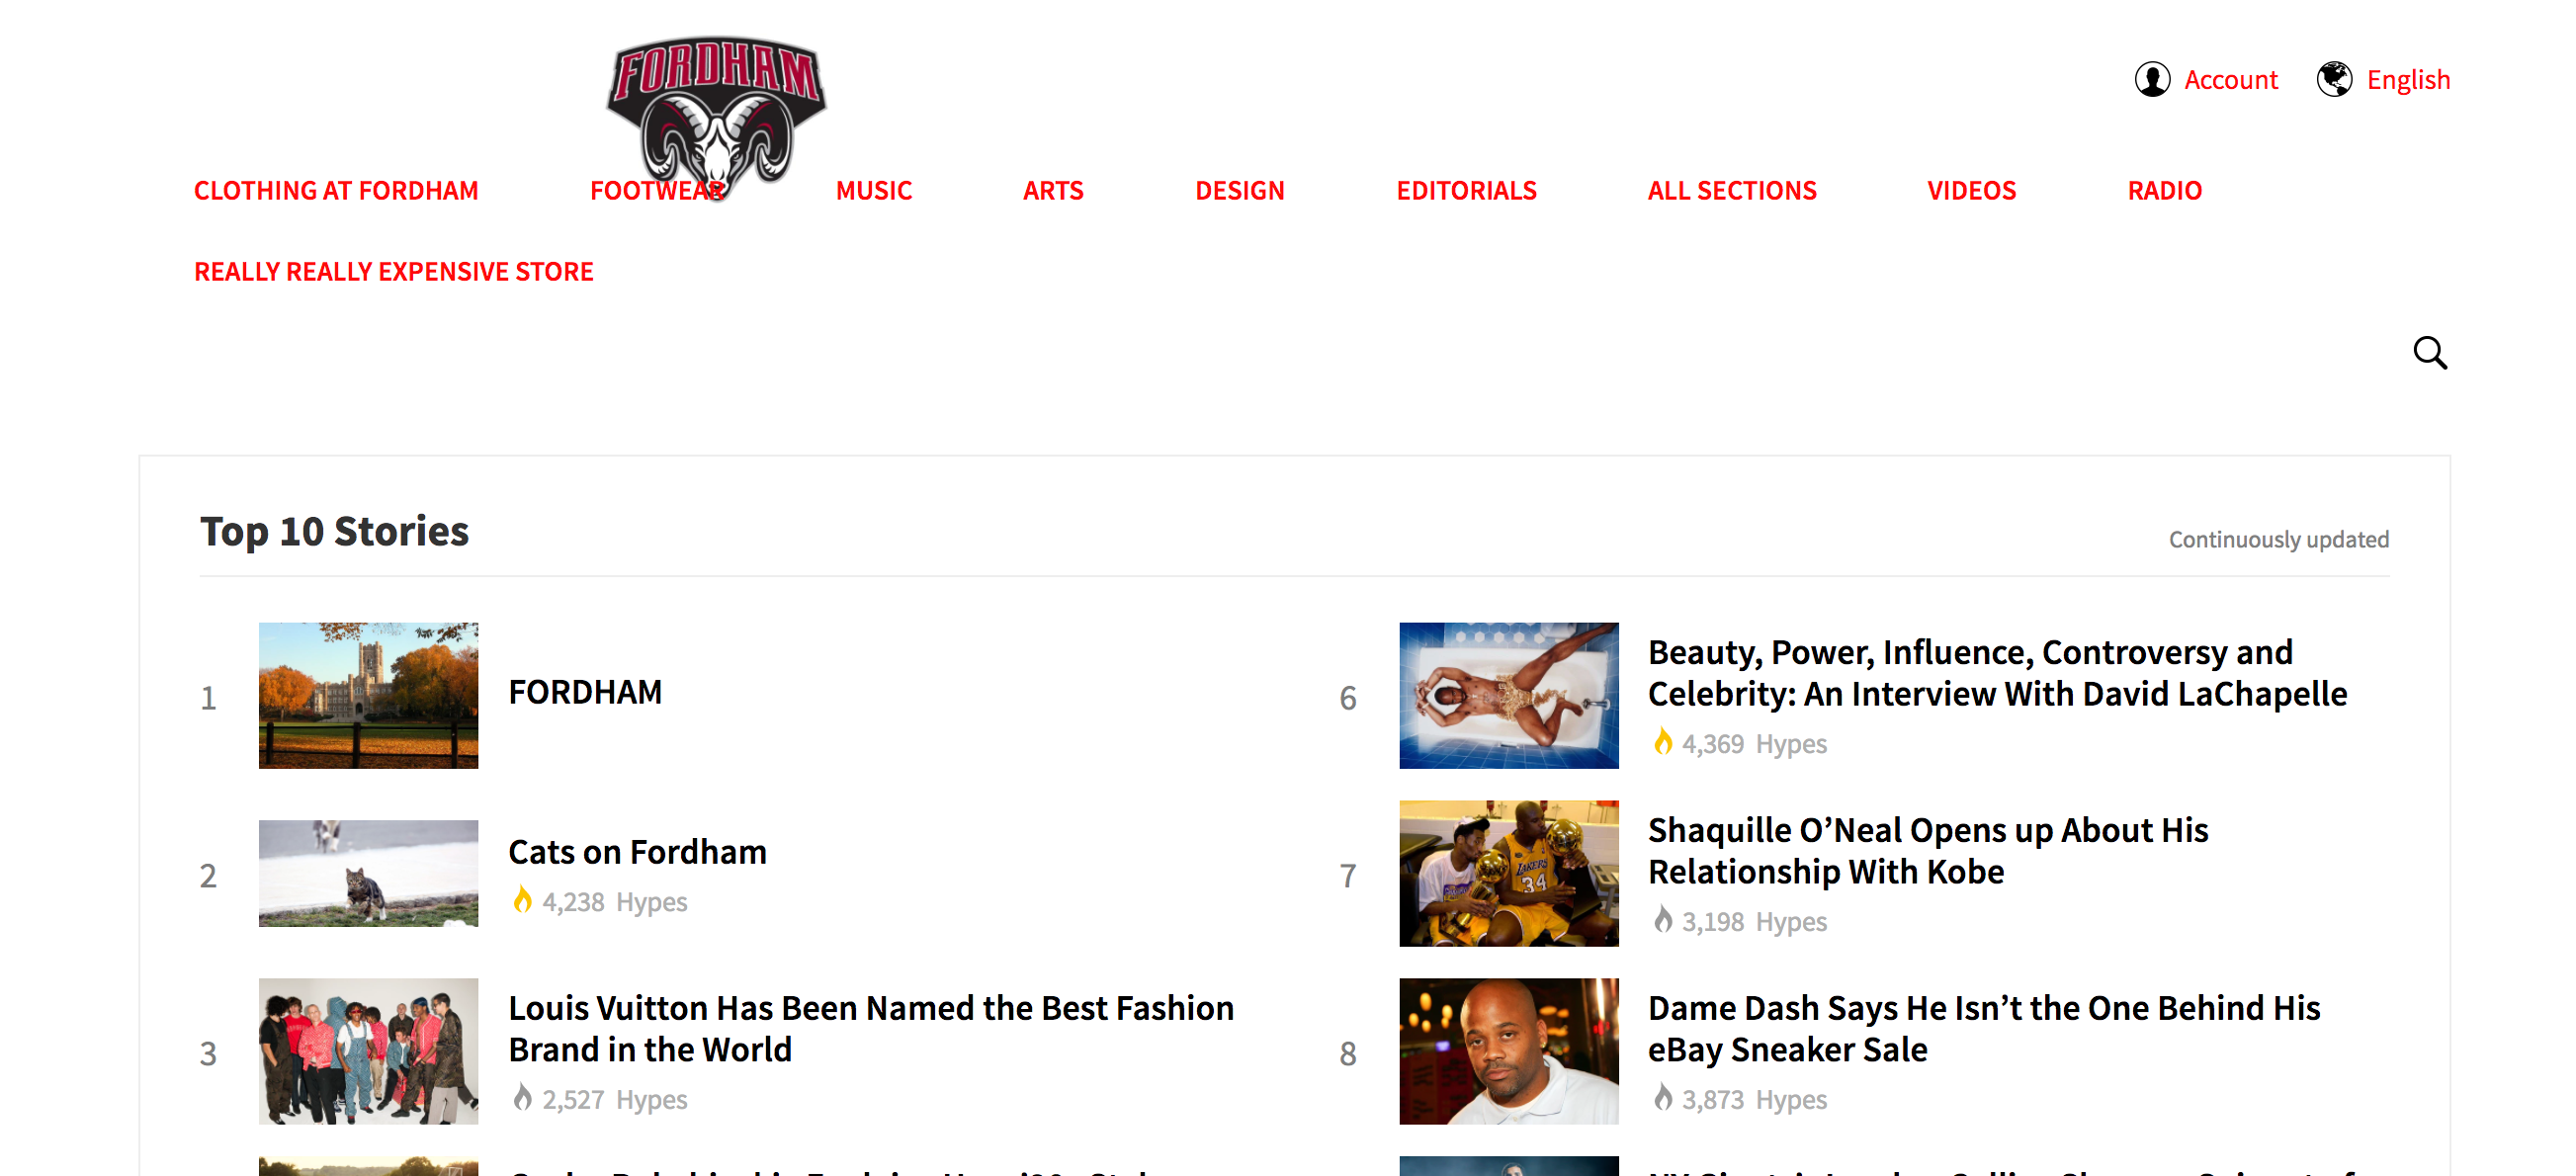 FORDHAM
Account
English
CLOTHING AT FORDHAM
FOOTWEAR
MUSIC
ARTS
DESIGN
EDITORIALS
ALL SECTIONS
VIDEOS
RADIO
REALLY REALLY EXPENSIVE STORE
Top 10 Stories
Continuously updated
1
FORDHAM
2
Cats on Fordham
4,238 Hypes
3
Louis Vuitton Has Been Named the Best Fashion
Brand in the World
2,527 Hypes
6
Beauty, Power, Influence, Controversy and
Celebrity: An Interview With David LaChapelle
4,369 Hypes
7
LAKERS
34
Shaquille O’Neal Opens up About His
Relationship With Kobe
3,198 Hypes
8
Dame Dash Says He Isn’t the One Behind His
eBay Sneaker Sale
3,873 Hypes